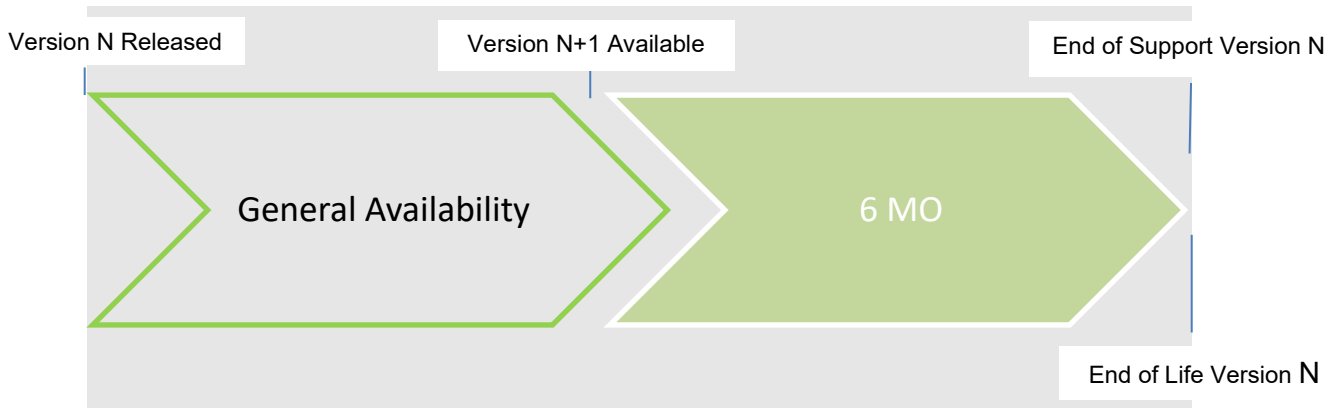 Version N Released
Version N+1 Available
End of Support Version N
General Availability
6 MO
End of Life Version N